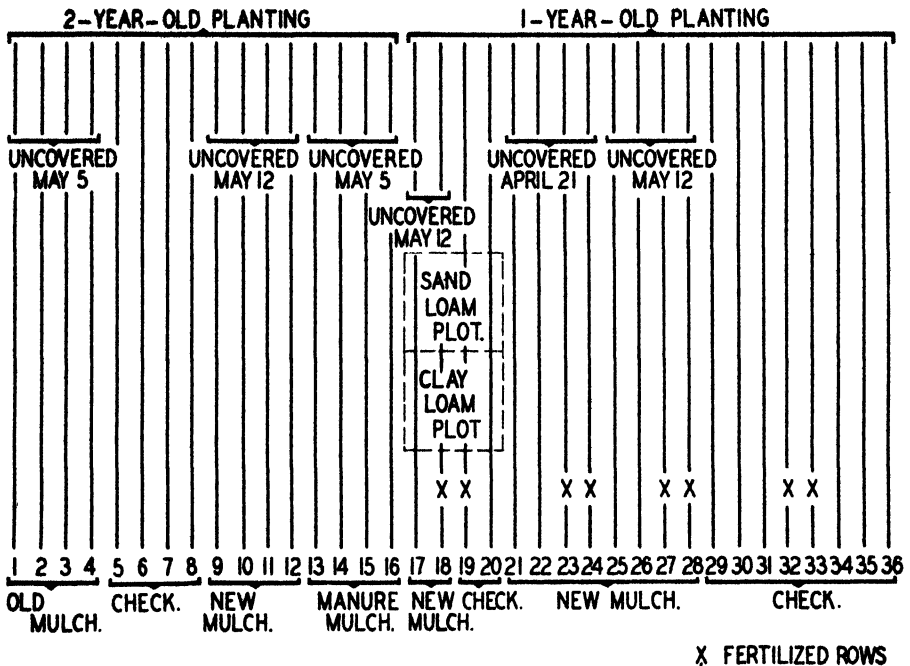 2-YEAR-OLD PLANTING 1-YEAR-OLD PLANTING
UNCOVERED UNCOVERED UNCOVERED UNCOVERED UNCOVERED
MAY 5 MAY 12 MAY 5 APRIL 21 MAY 12
UNCOVERED
MAY 12
SAND
LOAM
PLOT.
CLAY
LOAM
PLOT
X X X X X X X X
1 2 3 4 5 6 7 8 9 10 11 12 13 14 15 16 17 18 19 20 21 22 23 24 25 26 27 28 29 30 31 32 33 34 35 36
OLD CHECK. NEW MANURE NEW CHECK. NEW MULCH. CHECK.
MULCH. MULCH. MULCH. MULCH.
X FERTILIZED ROWS